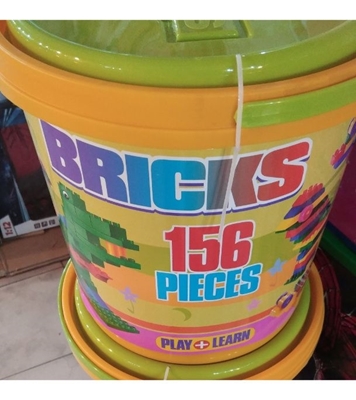 BRICKS
156
PIECES
PLAY + LEARN